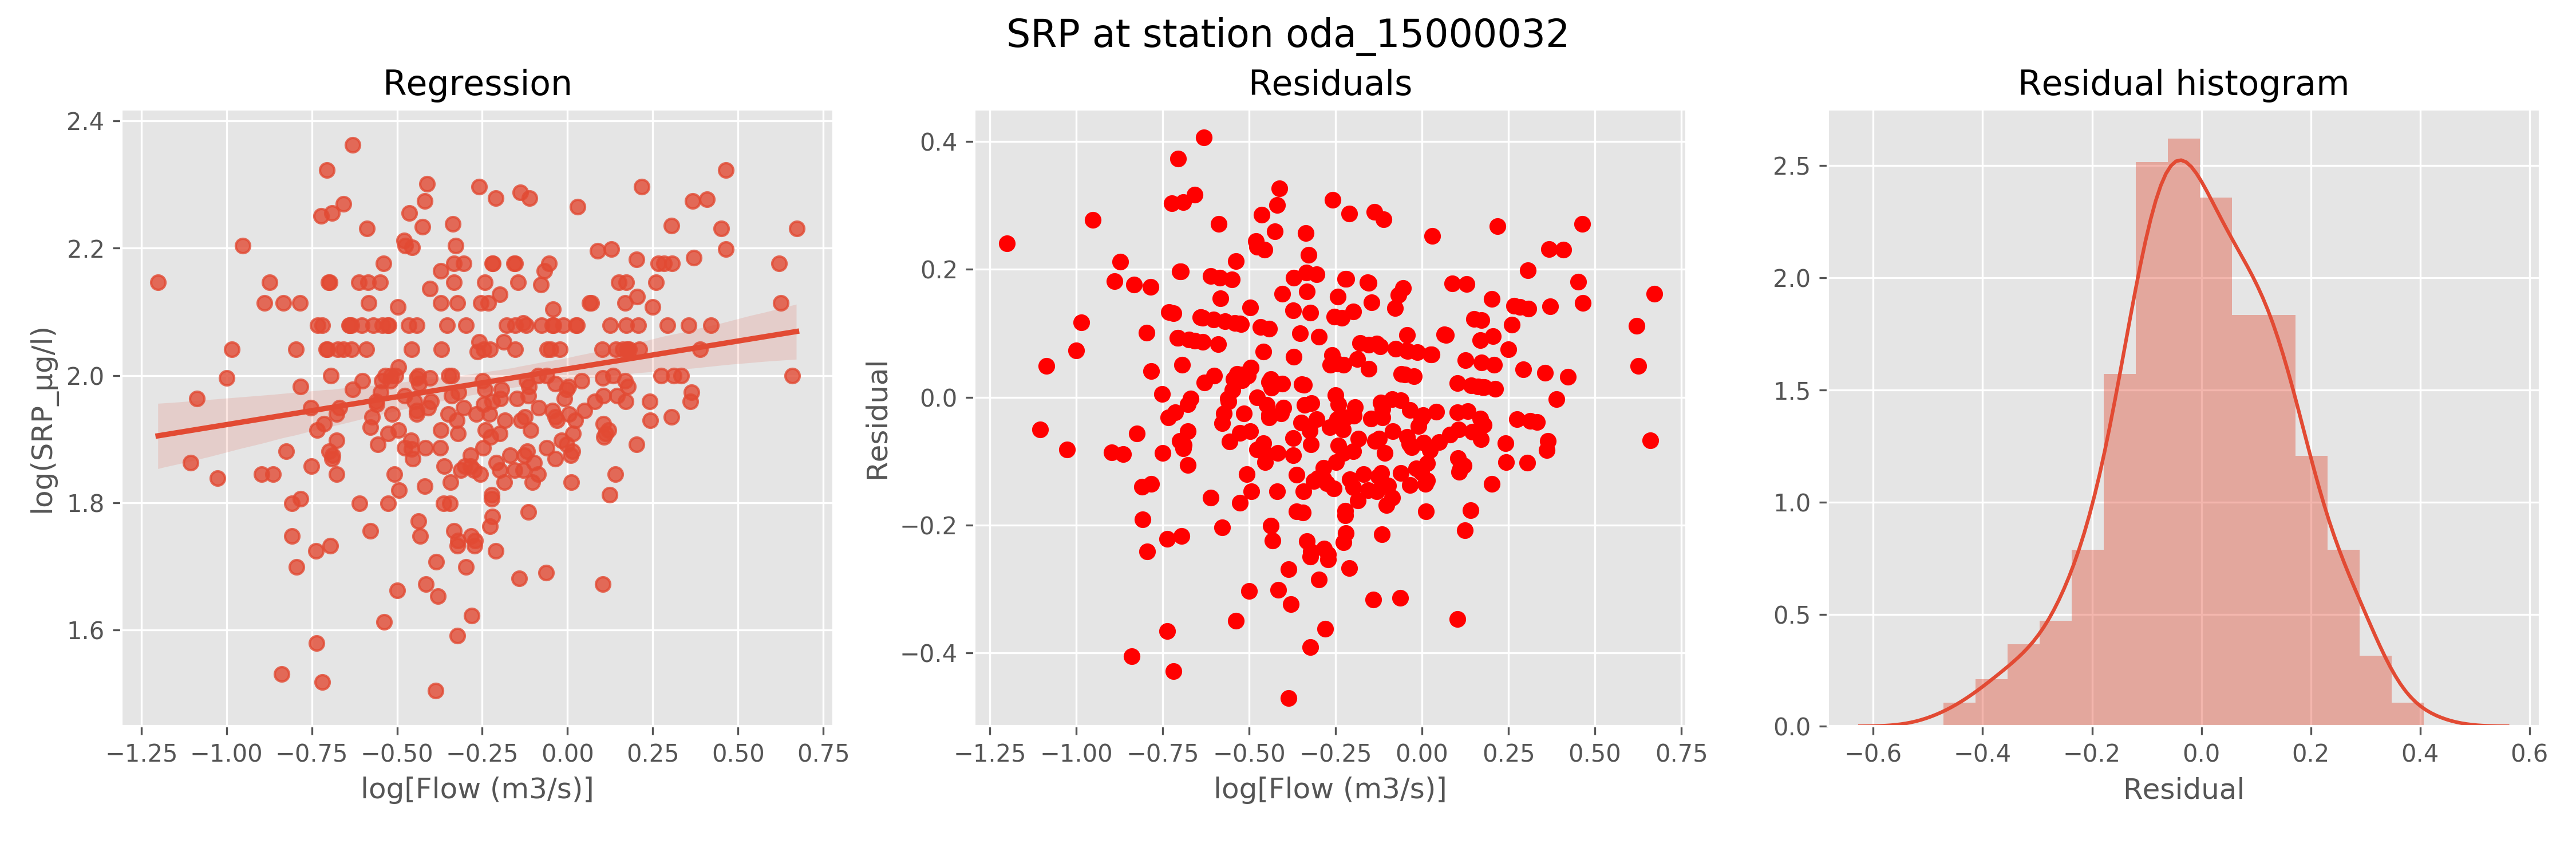 SRP at station oda_15000032
Regression
Residuals
Residual histogram
2.4
2.2
2.0
1.8
1.6
log(SRP_µg/l)
−1.25 −1.00 −0.75 −0.50 −0.25 0.00 0.25 0.50 0.75
log[Flow (m3/s)]
0.4
0.2
0.0
−0.2
−0.4
Residual
−1.25 −1.00 −0.75 −0.50 −0.25 0.00 0.25 0.50 0.75
log[Flow (m3/s)]
2.5
2.0
1.5
1.0
0.5
0.0
−0.6 −0.4 −0.2 0.0 0.2 0.4 0.6
Residual